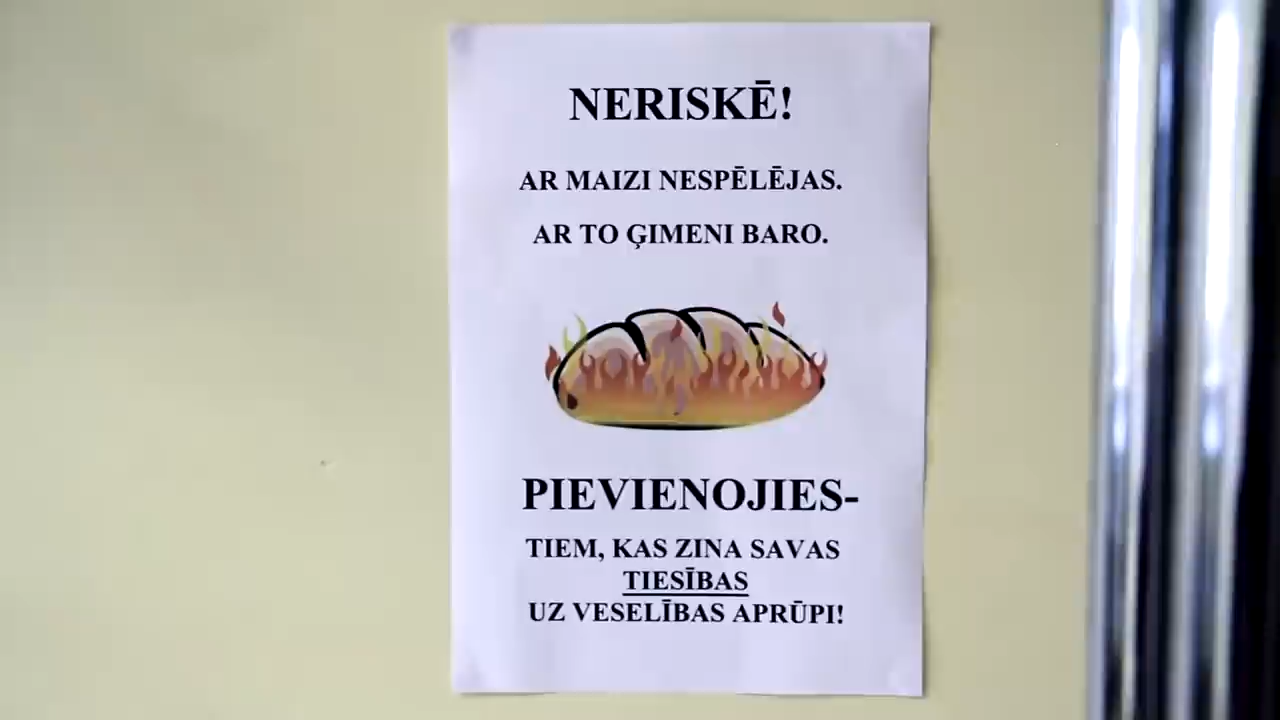 NERISKĒ!
AR MAIZI NESPĒLĒJAS.
AR TO ĢIMENI BARO.
PIEVIENOJIES-
TIEM, KAS ZINA SAVAS
TIESĪBAS
UZ VESELĪBAS APRŪPI!